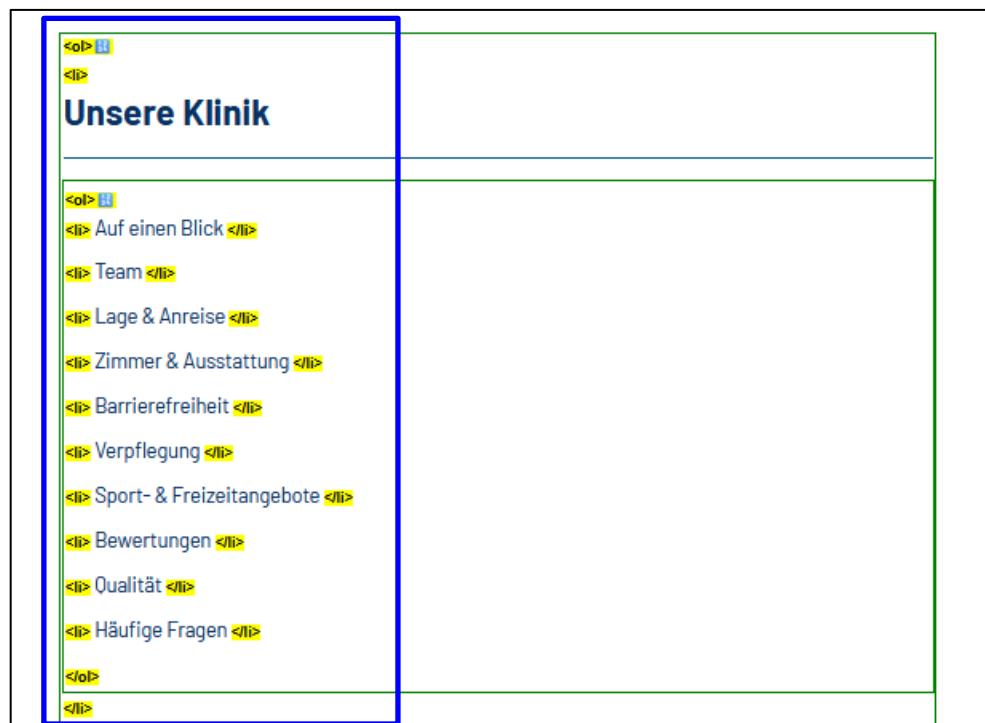 <ol>
<li>
Unsere Klinik
<ol>
<li> Auf einen Blick </li>
<li> Team </li>
<li> Lage & Anreise </li>
<li> Zimmer & Ausstattung </li>
<li> Barrierefreiheit </li>
<li> Verpflegung </li>
<li> Sport- & Freizeitangebote </li>
<li> Bewertungen </li>
<li> Qualität </li>
<li> Häufige Fragen </li>
</ol>
</li>